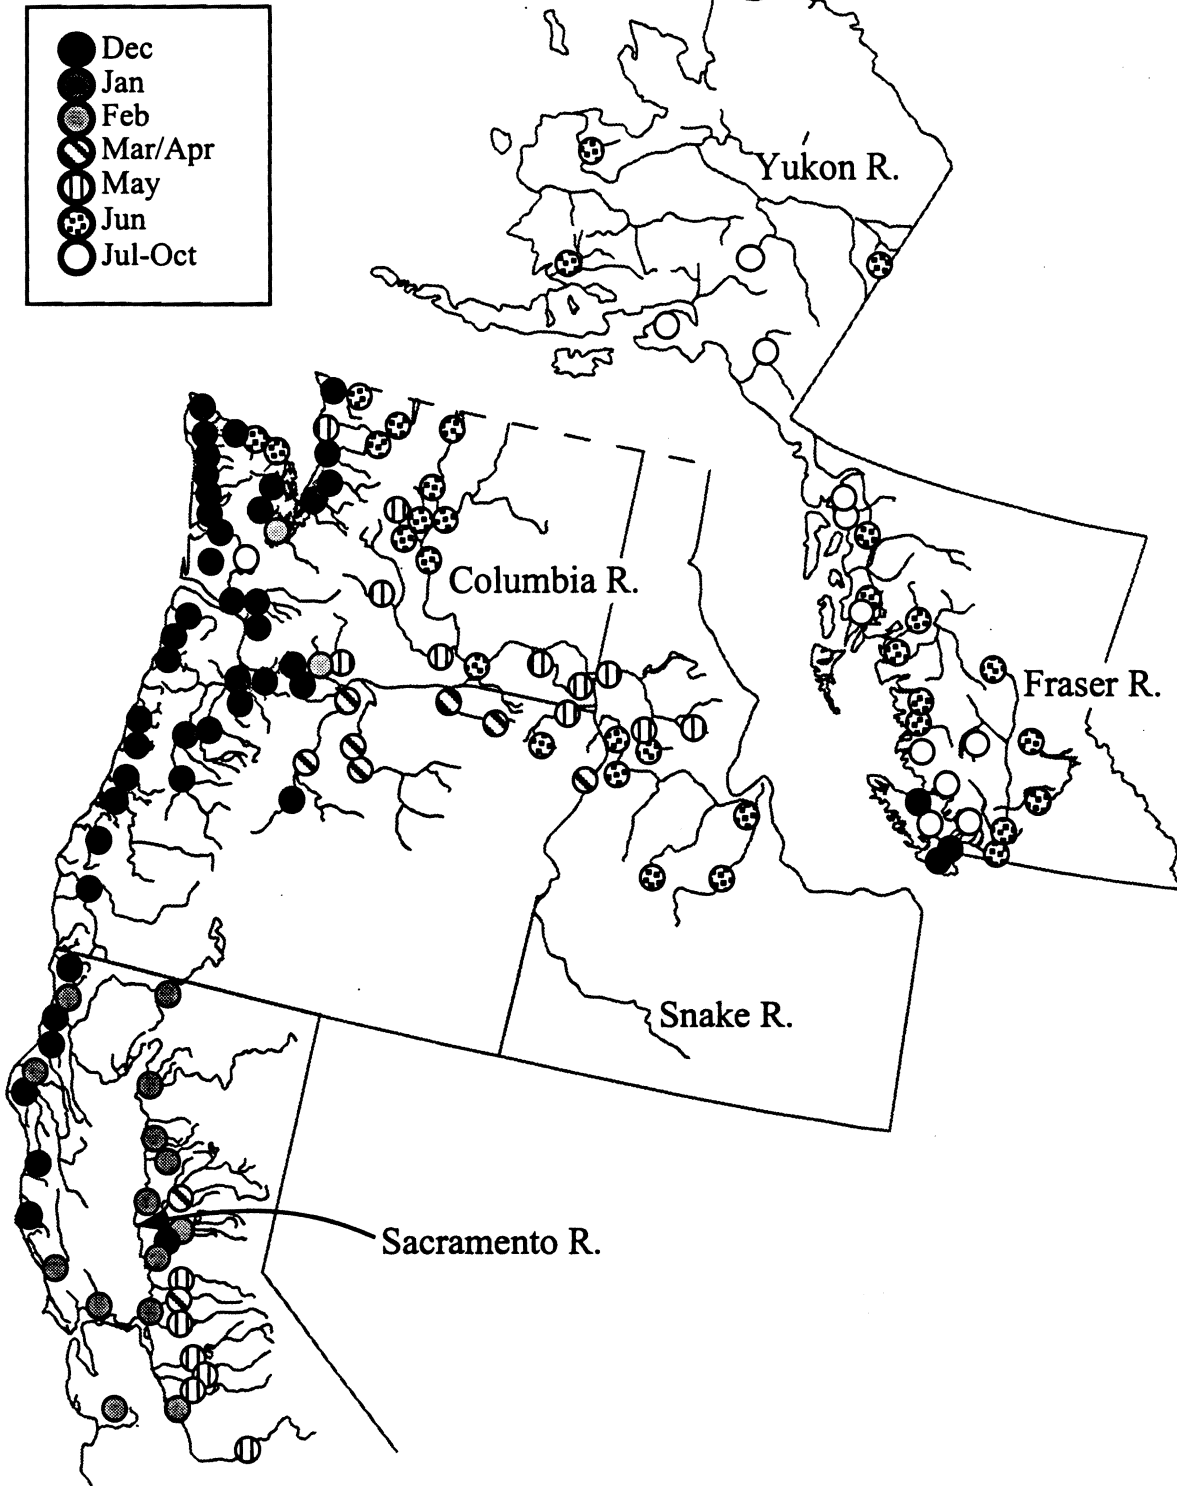 Dec
Jan
Feb
Mar/Apr
May
Jun
Jul-Oct
Yukon R.
Columbia R.
Fraser R.
Snake R.
Sacramento R.